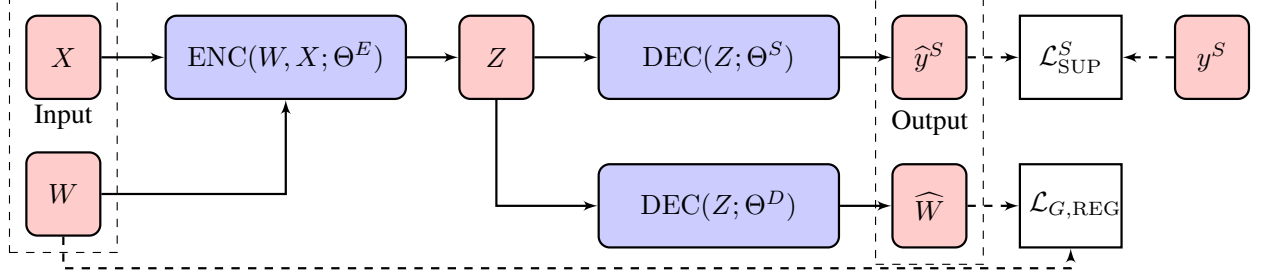 X
ENC(W, X; Θ^E)
Z
DEC(Z; Θ^S)
ŷ^S
ℒ^S_SUP
y^S
Input
Output
W
DEC(Z; Θ^D)
Ŵ
ℒ_G,REG